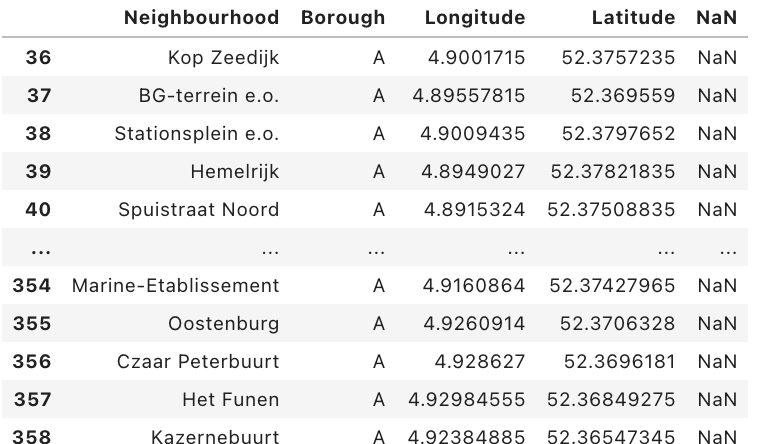 Neighbourhood Borough Longitude Latitude NaN
36 Kop Zeedijk A 4.9001715 52.3757235 NaN
37 BG-terrein e.o. A 4.89557815 52.369559 NaN
38 Stationsplein e.o. A 4.9009435 52.3797652 NaN
39 Hemelrijk A 4.8949027 52.37821835 NaN
40 Spuistraat Noord A 4.8915324 52.37508835 NaN
... ... ... ... ... ...
354 Marine-Etablissement A 4.9160864 52.37427965 NaN
355 Oostenburg A 4.9260914 52.3706328 NaN
356 Czaar Peterbuurt A 4.928627 52.3696181 NaN
357 Het Funen A 4.92984555 52.36849275 NaN
358 Kazernebuurt A 4.92384885 52.36547345 NaN